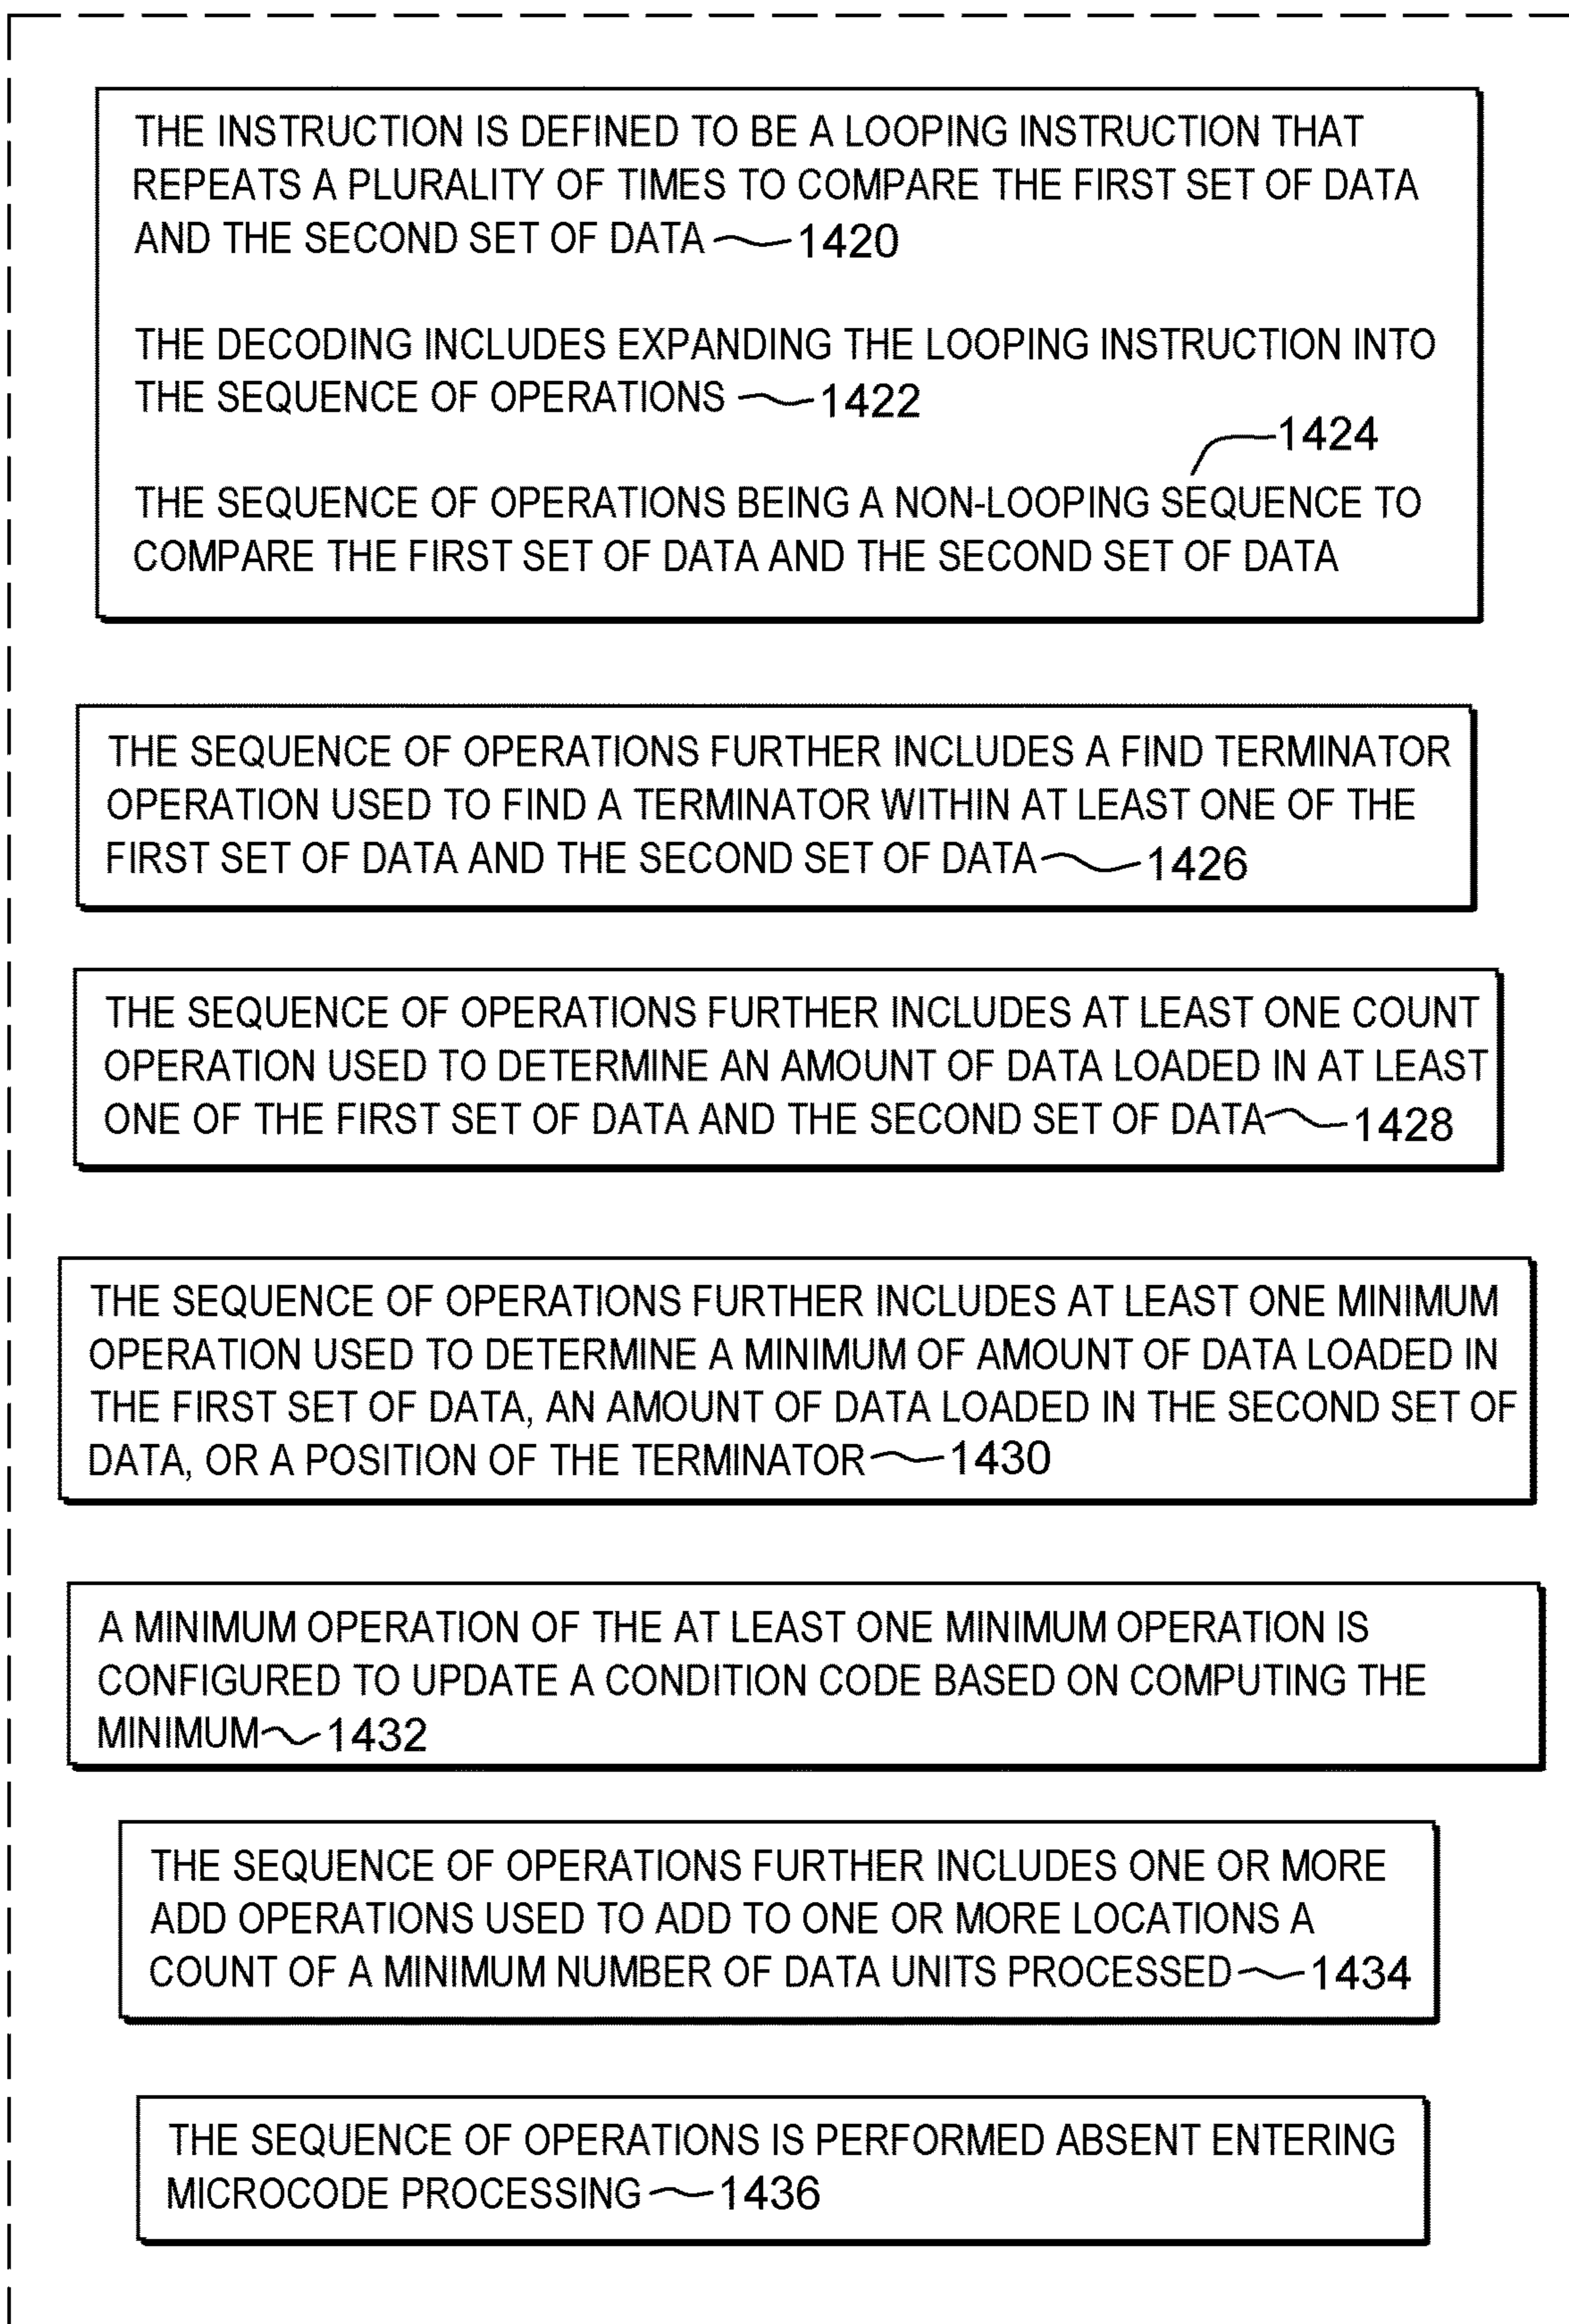 THE INSTRUCTION IS DEFINED TO BE A LOOPING INSTRUCTION THAT
REPEATS A PLURALITY OF TIMES TO COMPARE THE FIRST SET OF DATA
AND THE SECOND SET OF DATA 1420
THE DECODING INCLUDES EXPANDING THE LOOPING INSTRUCTION INTO
THE SEQUENCE OF OPERATIONS 1422
1424
THE SEQUENCE OF OPERATIONS BEING A NON-LOOPING SEQUENCE TO
COMPARE THE FIRST SET OF DATA AND THE SECOND SET OF DATA
THE SEQUENCE OF OPERATIONS FURTHER INCLUDES A FIND TERMINATOR
OPERATION USED TO FIND A TERMINATOR WITHIN AT LEAST ONE OF THE
FIRST SET OF DATA AND THE SECOND SET OF DATA 1426
THE SEQUENCE OF OPERATIONS FURTHER INCLUDES AT LEAST ONE COUNT
OPERATION USED TO DETERMINE AN AMOUNT OF DATA LOADED IN AT LEAST
ONE OF THE FIRST SET OF DATA AND THE SECOND SET OF DATA 1428
THE SEQUENCE OF OPERATIONS FURTHER INCLUDES AT LEAST ONE MINIMUM
OPERATION USED TO DETERMINE A MINIMUM OF AMOUNT OF DATA LOADED IN
THE FIRST SET OF DATA, AN AMOUNT OF DATA LOADED IN THE SECOND SET OF
DATA, OR A POSITION OF THE TERMINATOR 1430
A MINIMUM OPERATION OF THE AT LEAST ONE MINIMUM OPERATION IS
CONFIGURED TO UPDATE A CONDITION CODE BASED ON COMPUTING THE
MINIMUM 1432
THE SEQUENCE OF OPERATIONS FURTHER INCLUDES ONE OR MORE
ADD OPERATIONS USED TO ADD TO ONE OR MORE LOCATIONS A
COUNT OF A MINIMUM NUMBER OF DATA UNITS PROCESSED 1434
THE SEQUENCE OF OPERATIONS IS PERFORMED ABSENT ENTERING
MICROCODE PROCESSING 1436